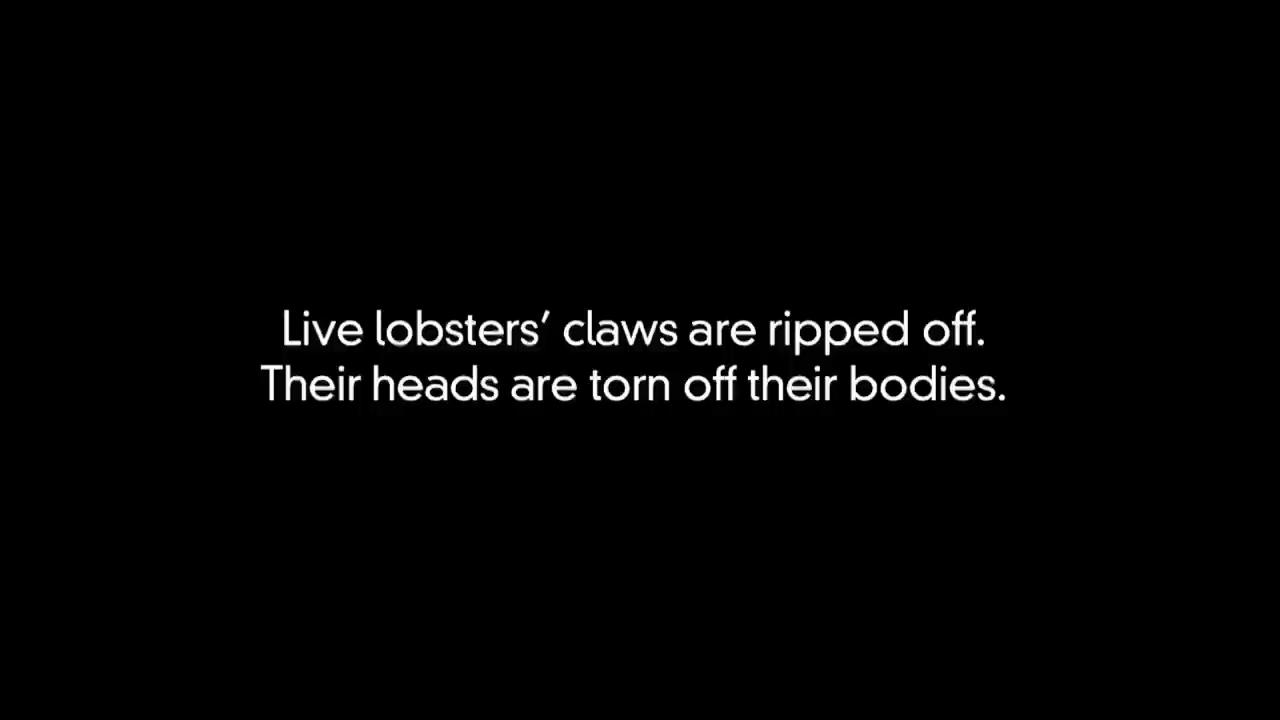 Live lobsters’ claws are ripped off.
Their heads are torn off their bodies.